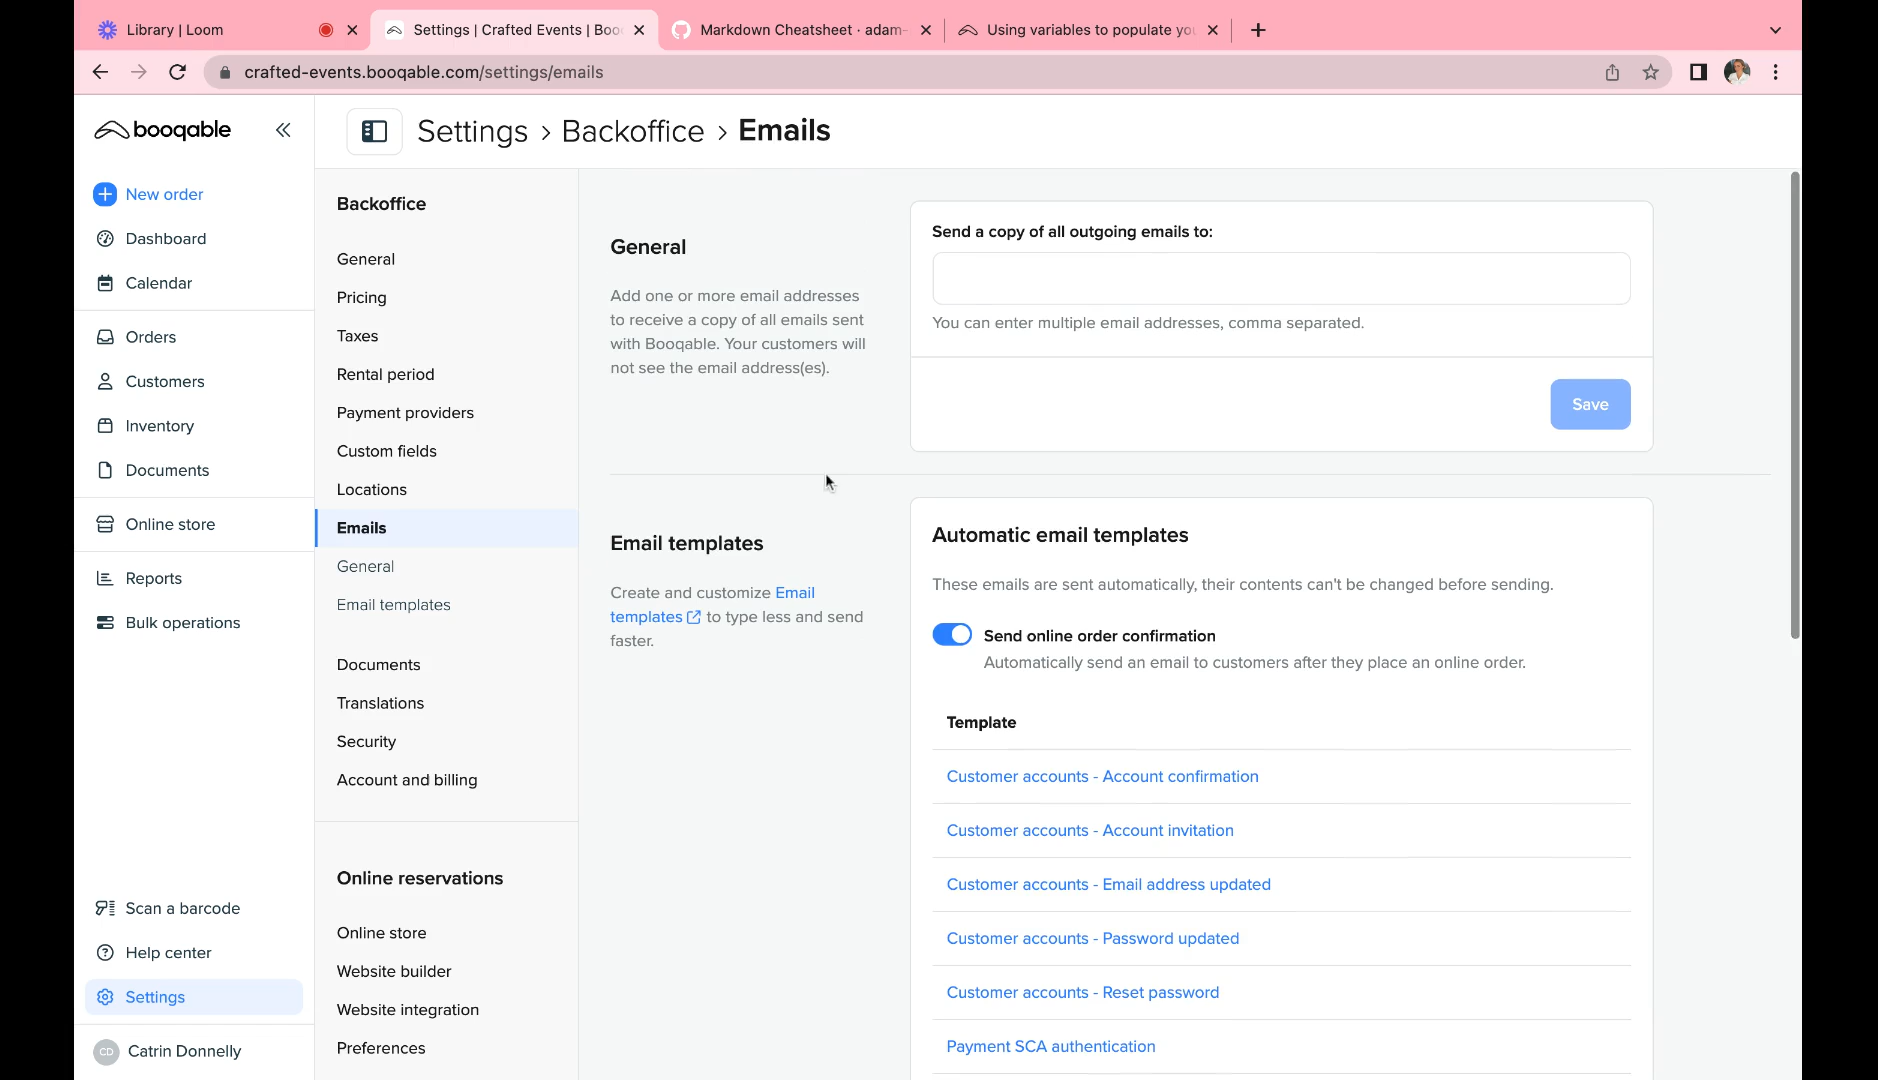 Library | Loom
Settings | Crafted Events | Boo
Markdown Cheatsheet · adam-
Using variables to populate yo
crafted-events.booqable.com/settings/emails
booqable
Settings › Backoffice › Emails
New order
Dashboard
Calendar
Orders
Customers
Inventory
Documents
Online store
Reports
Bulk operations
Scan a barcode
Help center
Settings
CD Catrin Donnelly
Backoffice
General
Pricing
Taxes
Rental period
Payment providers
Custom fields
Locations
Emails
General
Email templates
Documents
Translations
Security
Account and billing
Online reservations
Online store
Website builder
Website integration
Preferences
General
Add one or more email addresses
to receive a copy of all emails sent
with Booqable. Your customers will
not see the email address(es).
Send a copy of all outgoing emails to:
You can enter multiple email addresses, comma separated.
Save
Email templates
Create and customize Email
templates to type less and send
faster.
Automatic email templates
These emails are sent automatically, their contents can't be changed before sending.
Send online order confirmation
Automatically send an email to customers after they place an online order.
Template
Customer accounts - Account confirmation
Customer accounts - Account invitation
Customer accounts - Email address updated
Customer accounts - Password updated
Customer accounts - Reset password
Payment SCA authentication